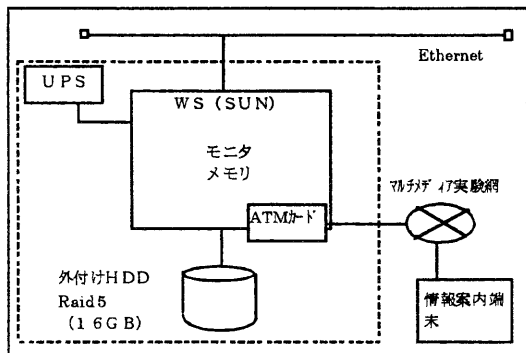 Ethernet
UPS
WS(SUN)
モニタ
メモリ
ATMカード
マルチメディア実験網
外付けHDD
Raid5
(16GB)
情報案内端
末